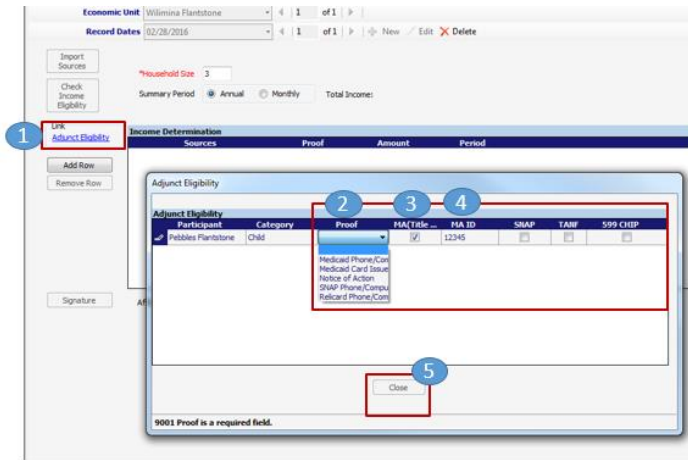 Economic Unit Wilimina Flantstone 1 of 1
Record Dates 02/28/2016 1 of 1 New Edit Delete
Import Sources
*Household Size 3
Check Income Eligibility
Summary Period Annual Monthly Total Income:
Link
1 Adjunct Eligibility
Income Determination
Sources Proof Amount Period
Add Row
Remove Row
Adjunct Eligibility
2 3 4
Adjunct Eligibility
Participant Category Proof MA(Title ... MA ID SNAP TANF 599 CHIP
Pebbles Flantstone Child 12345
Medicaid Phone/Con
Medicaid Card Issue
Notice of Action
SNAP Phone/Compu
Relicard Phone/Com
Signature
5
Close
9001 Proof is a required field.